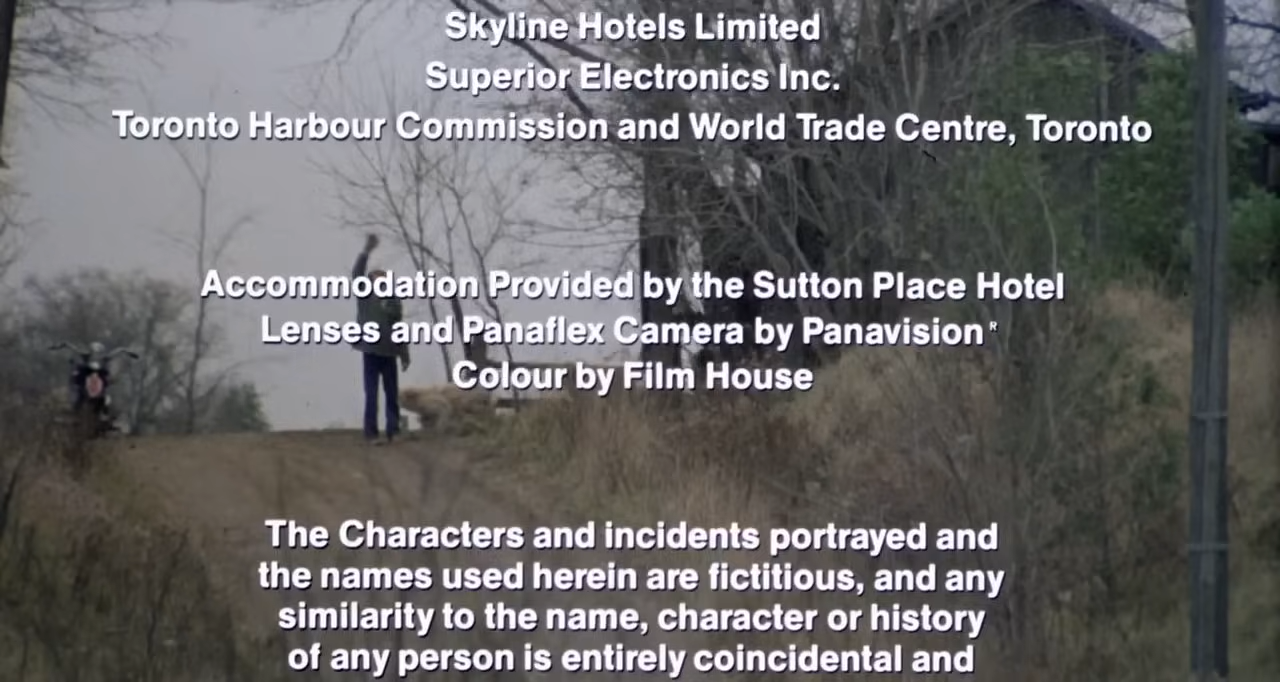 Skyline Hotels Limited
Superior Electronics Inc.
Toronto Harbour Commission and World Trade Centre, Toronto
Accommodation Provided by the Sutton Place Hotel
Lenses and Panaflex Camera by Panavision ᴿ
Colour by Film House
The Characters and incidents portrayed and
the names used herein are fictitious, and any
similarity to the name, character or history
of any person is entirely coincidental and